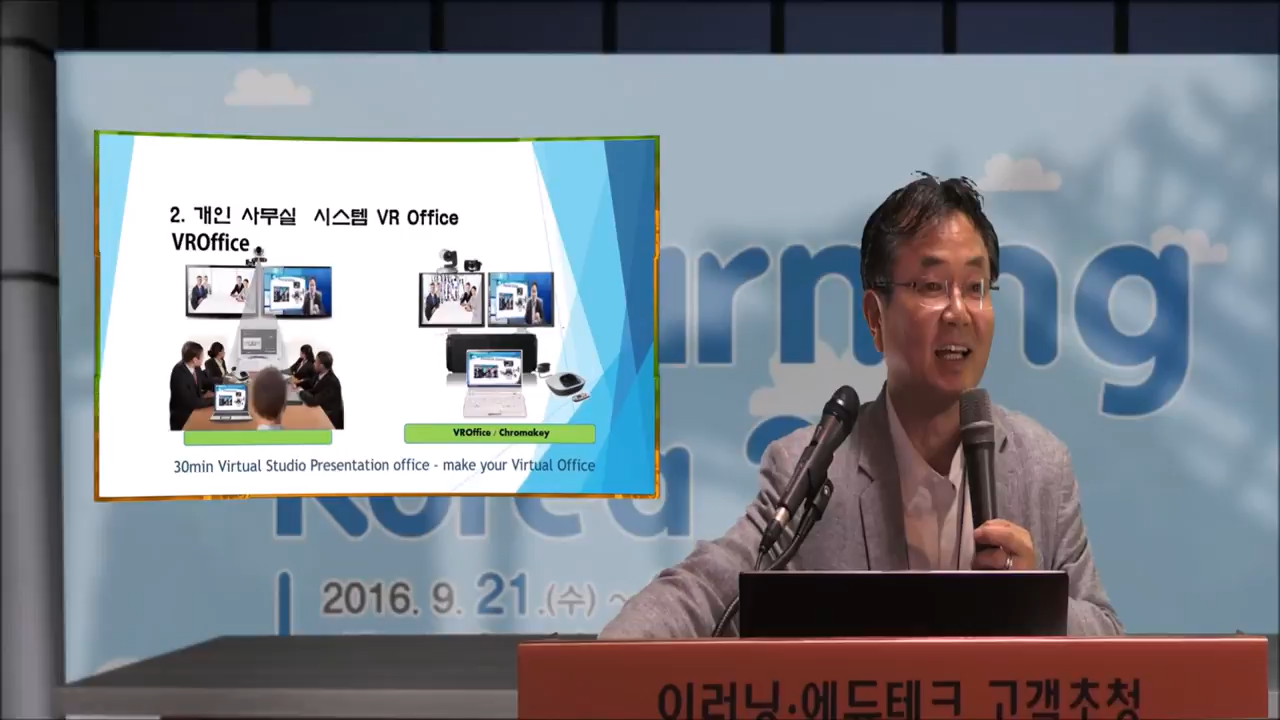 2. 개인 사무실 시스템 VR Office
VROffice
VROffice / Chromakey
30min Virtual Studio Presentation office - make your Virtual Office
arning
Korea
2016. 9. 21.(수) ~
이러닝·에듀테크 고객초청